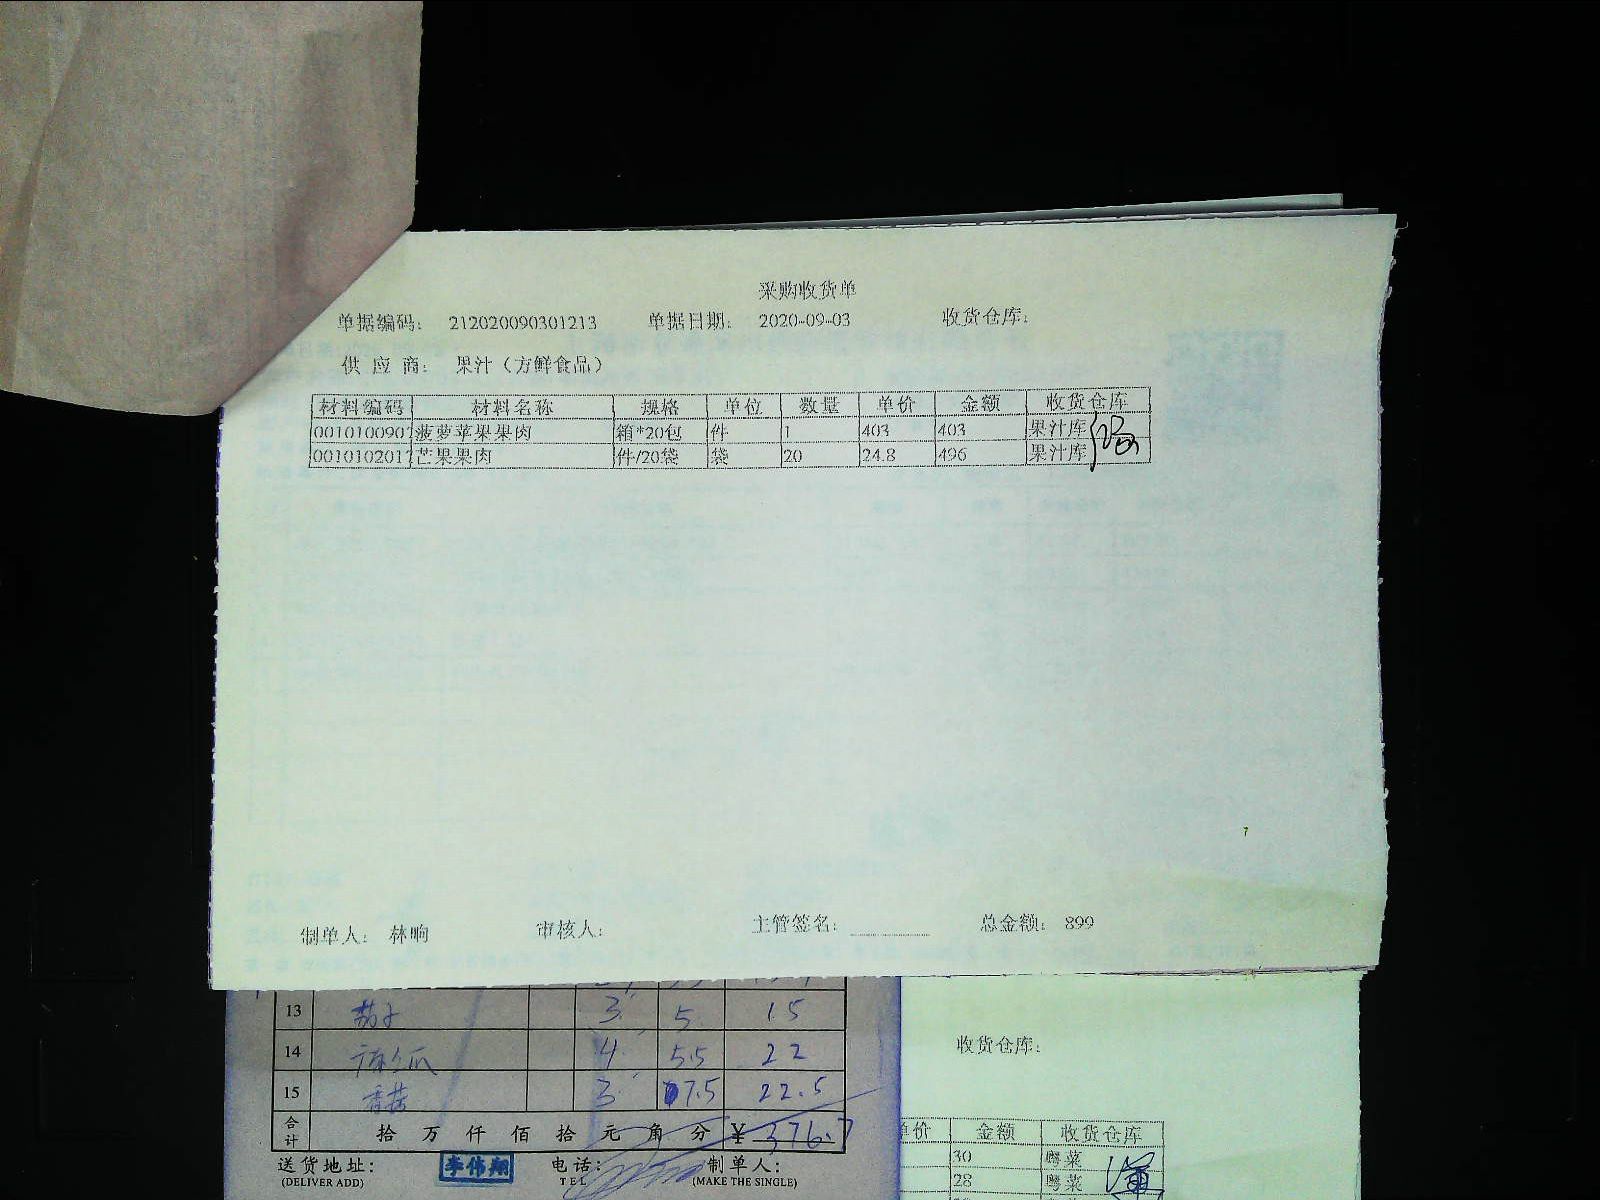 采购收货单
单据编码: 212020090301213 单据日期: 2020-09-03 收货仓库:
供 应 商: 果汁（方鲜食品）
材料编码 材料名称 规格 单位 数量 单价 金额 收货仓库
0010100901 菠萝苹果果肉 箱*20包 件 1 403 403 果汁库
0010102017 芒果果肉 件/20袋 袋 20 24.8 496 果汁库
制单人: 林晌 审核人: 主管签名: 总金额: 899
13 茄子 3 5 15
14 4 5.5 22
15 香菇 3 7.5 22.5
合计 拾 万 仟 佰 拾 元 角 分 ¥ 376.7
送货地址: 李伟翔 电话: 制单人:
(DELIVER ADD) TEL (MAKE THE SINGLE)
收货仓库:
单价 金额 收货仓库
30 粤菜
28 粤菜